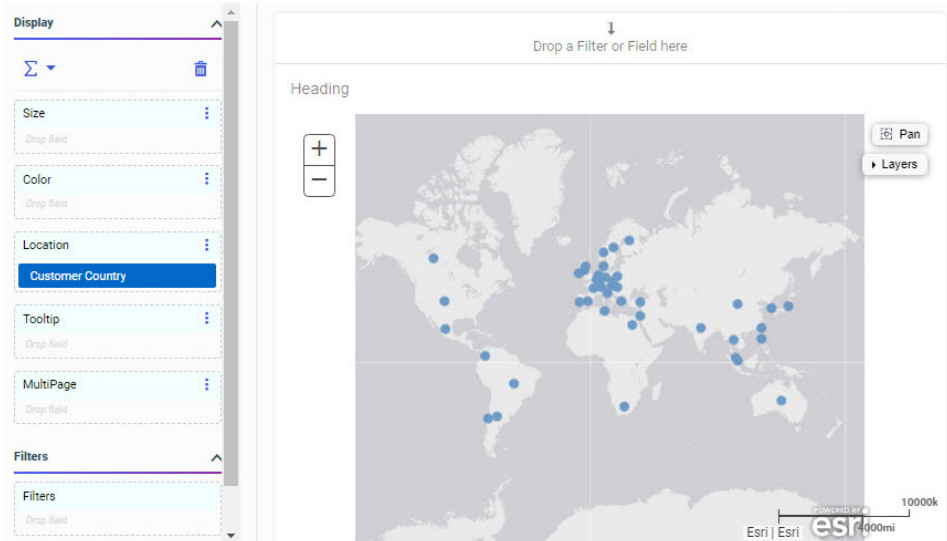 Display
Σ
Size
Drop field
Color
Drop field
Location
Customer Country
Tooltip
Drop field
MultiPage
Drop field
Filters
Filters
Drop field
Drop a Filter or Field here
Heading
+
−
Pan
Layers
10000k
4000mi
POWERED BY
esri
Esri | Esri